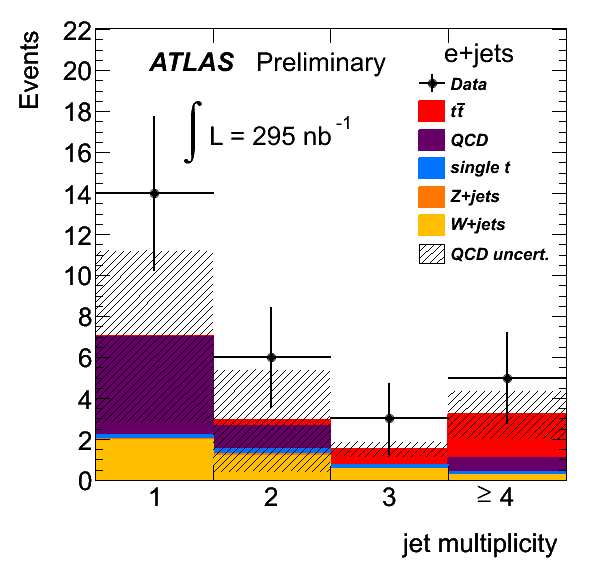 Events
22
20
18
16
14
12
10
8
6
4
2
0
ATLAS Preliminary
∫ L = 295 nb⁻¹
e+jets
Data
tt̄
QCD
single t
Z+jets
W+jets
QCD uncert.
1 2 3 ≥ 4
jet multiplicity